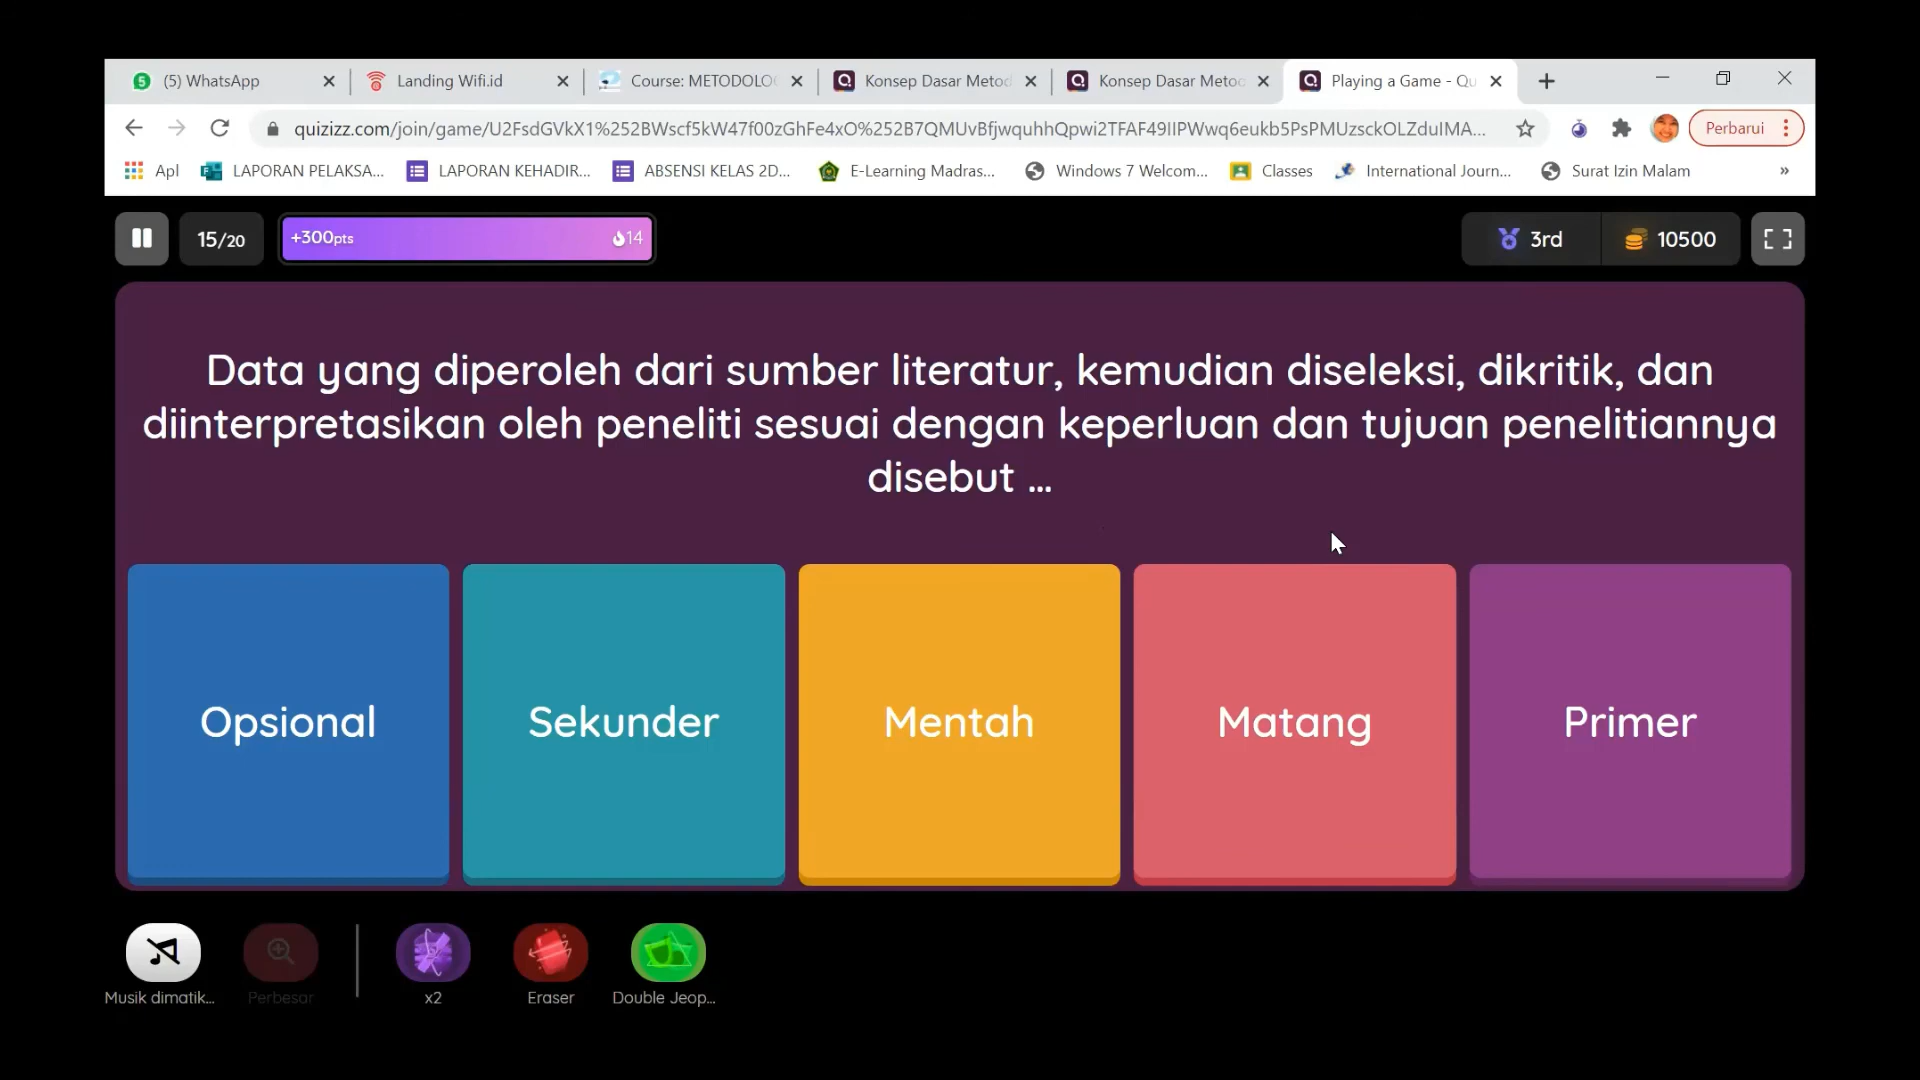 (5) WhatsApp
Landing Wifi.id
Course: METODOLO
Konsep Dasar Metod
Konsep Dasar Metod
Playing a Game - Qu
quizizz.com/join/game/U2FsdGVkX1%252BWscf5kW47f00zGhFe4xO%252B7QMUvBfjwquhhQpwi2TFAF49IIPWwq6eukb5PsPMUzsckOLZduIMA...
Perbarui
Apl
LAPORAN PELAKSA...
LAPORAN KEHADIR...
ABSENSI KELAS 2D...
E-Learning Madras...
Windows 7 Welcom...
Classes
International Journ...
Surat Izin Malam
»
15/20
+300pts
14
3rd
10500
Data yang diperoleh dari sumber literatur, kemudian diseleksi, dikritik, dan
diinterpretasikan oleh peneliti sesuai dengan keperluan dan tujuan penelitiannya
disebut ...
Opsional
Sekunder
Mentah
Matang
Primer
Musik dimatik...
Perbesar
x2
Eraser
Double Jeop...